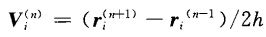 $V_i^{(n)} = (r_i^{(n+1)} - r_i^{(n-1)})/2h$